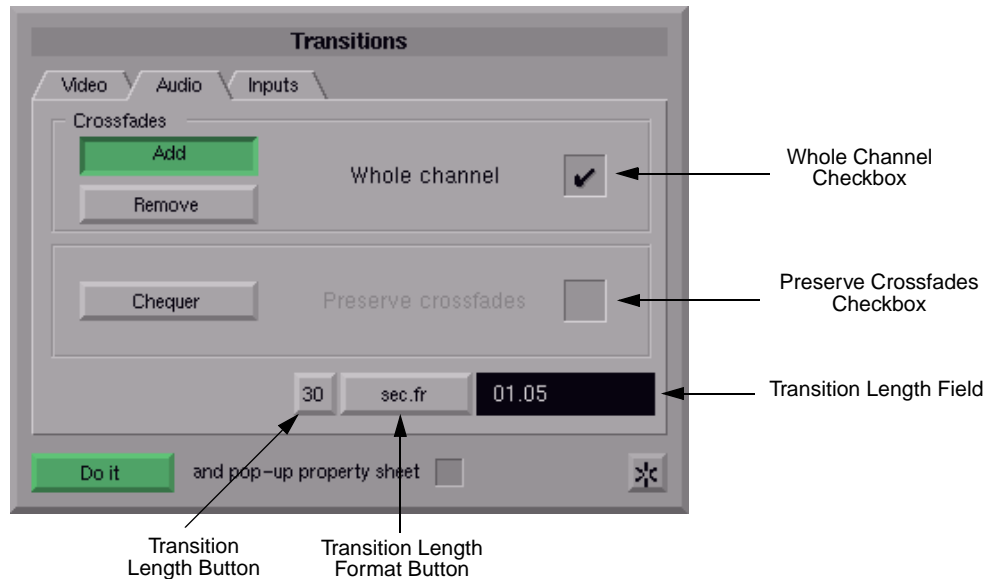 Transitions
Video Audio Inputs
Crossfades
Add
Whole channel
Remove
Whole Channel
Checkbox
Chequer
Preserve crossfades
Preserve Crossfades
Checkbox
30 sec.fr 01.05
Transition Length Field
Do it and pop-up property sheet
Transition
Length Button
Transition Length
Format Button